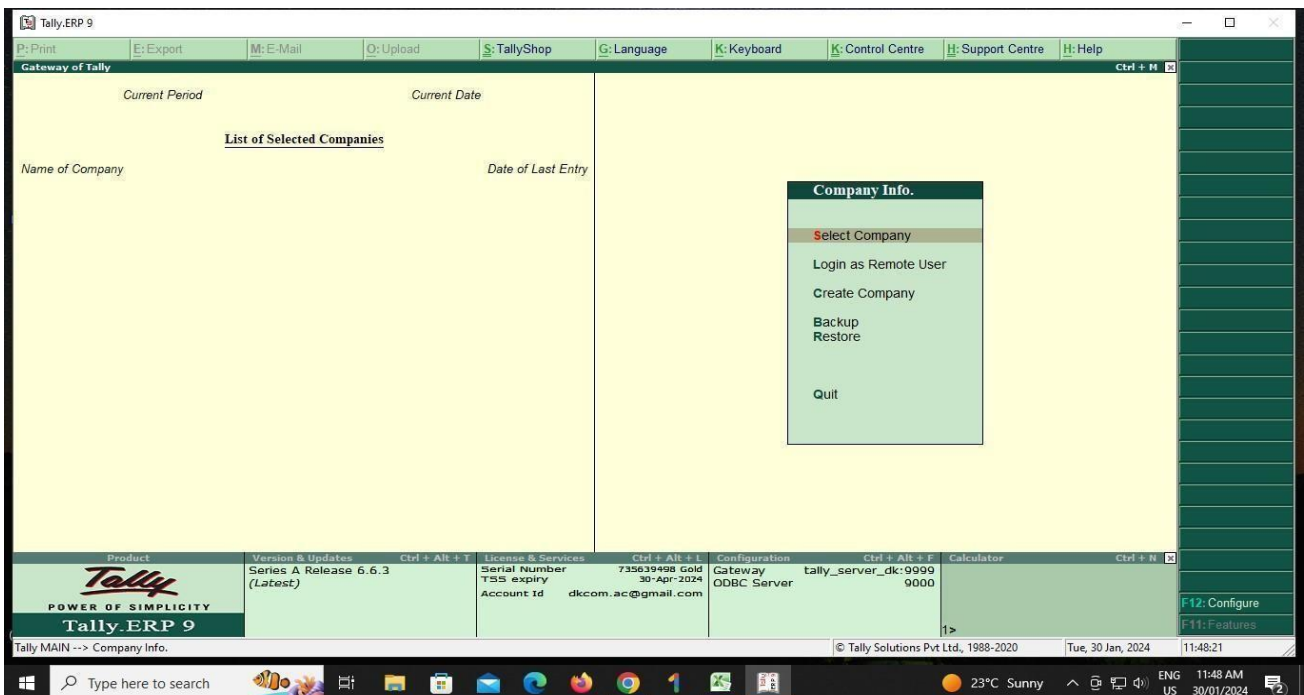 Tally.ERP 9
P: Print E: Export M: E-Mail O: Upload S: TallyShop G: Language K: Keyboard K: Control Centre H: Support Centre H: Help
Gateway of Tally Ctrl + M
Current Period Current Date
List of Selected Companies
Name of Company Date of Last Entry
Company Info.
Select Company
Login as Remote User
Create Company
Backup
Restore
Quit
Product
Tally
POWER OF SIMPLICITY
Tally.ERP 9
Version & Updates Ctrl + Alt + T
Series A Release 6.6.3
(Latest)
License & Services Ctrl + Alt + L
Serial Number 735639498 Gold
TSS expiry 30-Apr-2024
Account Id dkcom.ac@gmail.com
Configuration Ctrl + Alt + F
Gateway tally_server_dk:9999
ODBC Server 9000
Calculator Ctrl + N
1>
F12: Configure
F11: Features
Tally MAIN --> Company Info. © Tally Solutions Pvt Ltd., 1988-2020 Tue, 30 Jan, 2024 11:48:21
Type here to search 23°C Sunny ENG 11:48 AM
US 30/01/2024 2